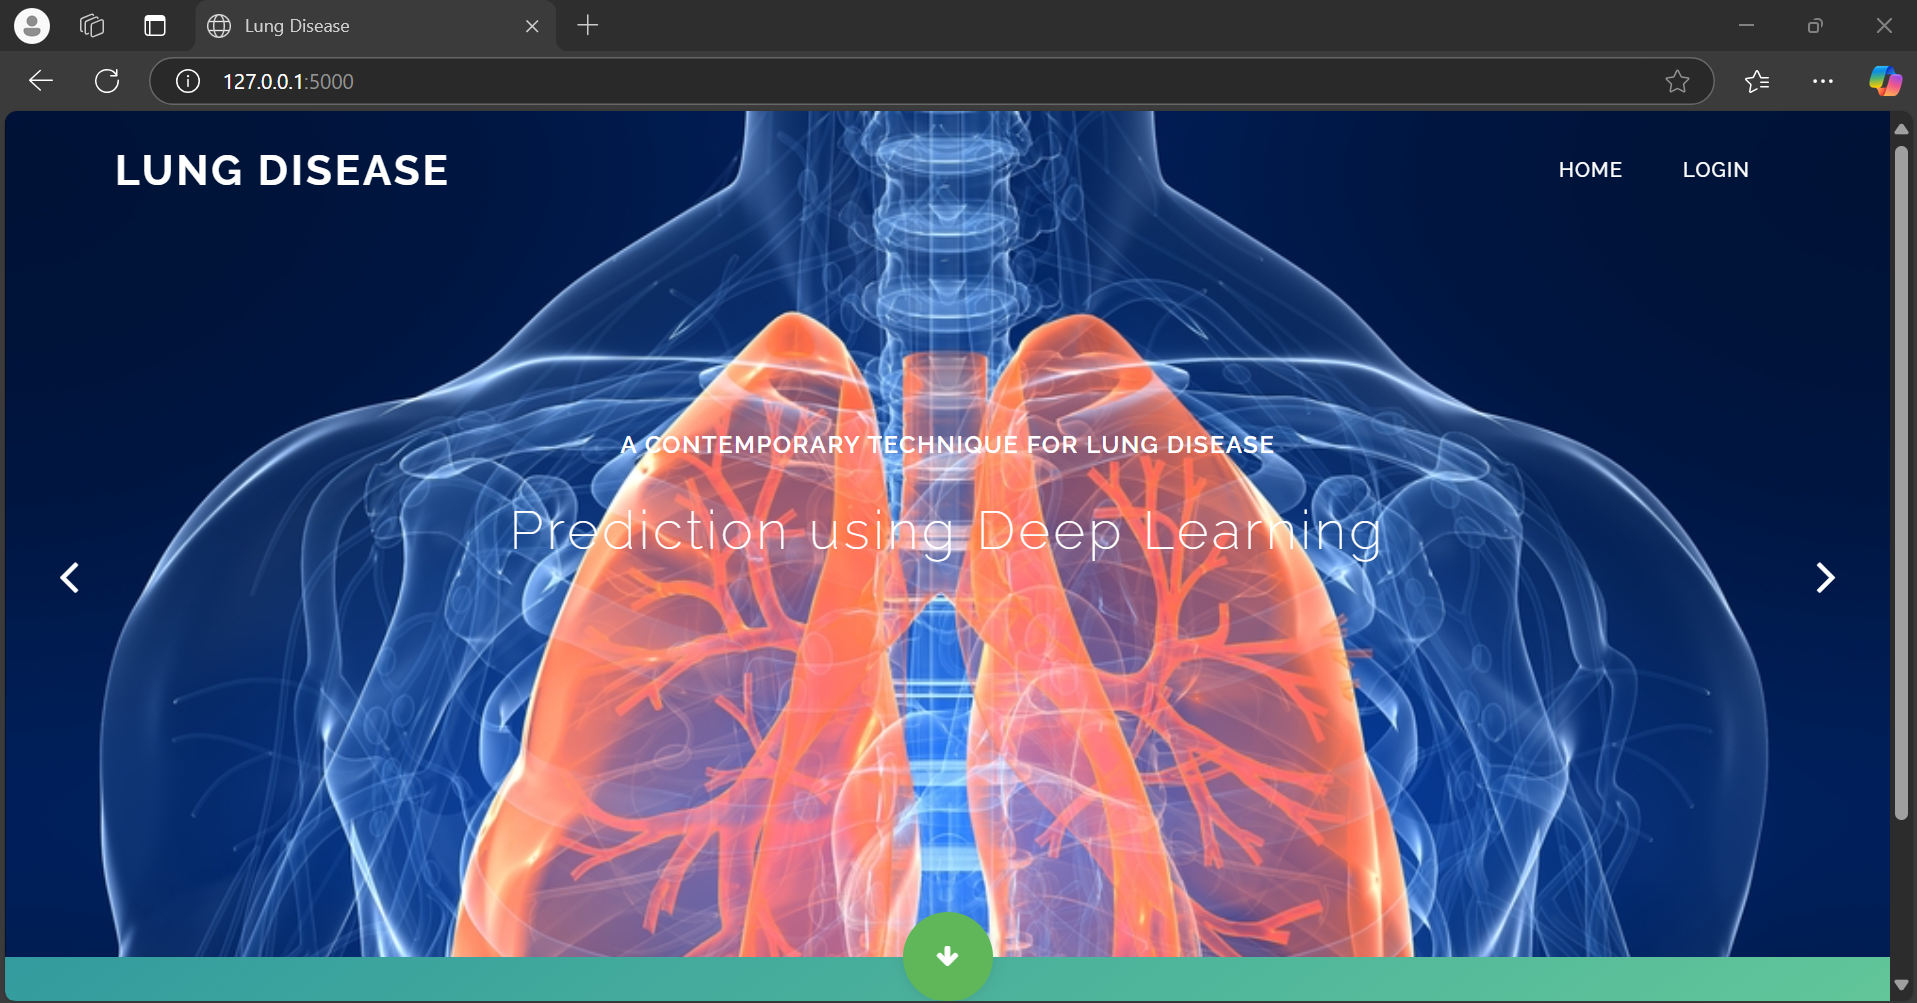 Lung Disease
127.0.0.1:5000
LUNG DISEASE
HOME LOGIN
A CONTEMPORARY TECHNIQUE FOR LUNG DISEASE
Prediction using Deep Learning